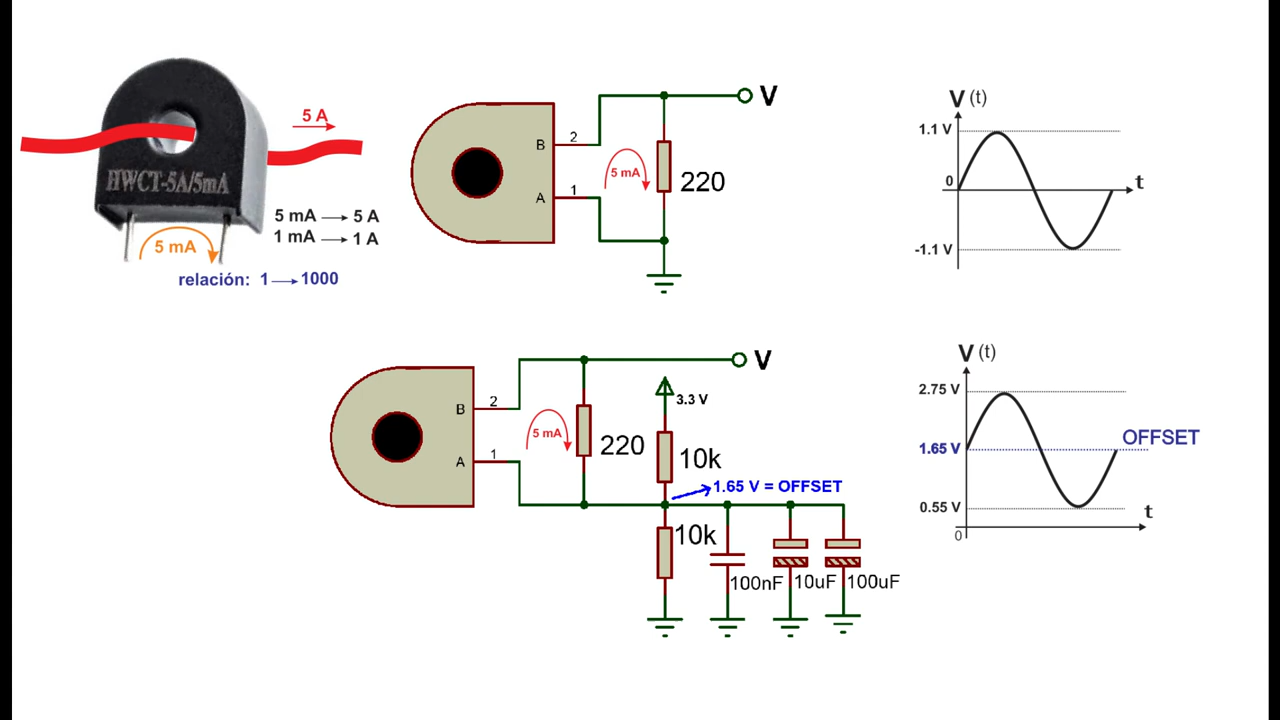 5 A
HWCT-5A/5mA
5 mA → 5 A
1 mA → 1 A
5 mA
relación: 1 → 1000
B
2
A
1
5 mA
220
V
V (t)
1.1 V
0
-1.1 V
t
B
2
A
1
5 mA
220
V
3.3 V
10k
1.65 V = OFFSET
10k
100nF
10uF
100uF
V (t)
2.75 V
1.65 V
OFFSET
0.55 V
0
t